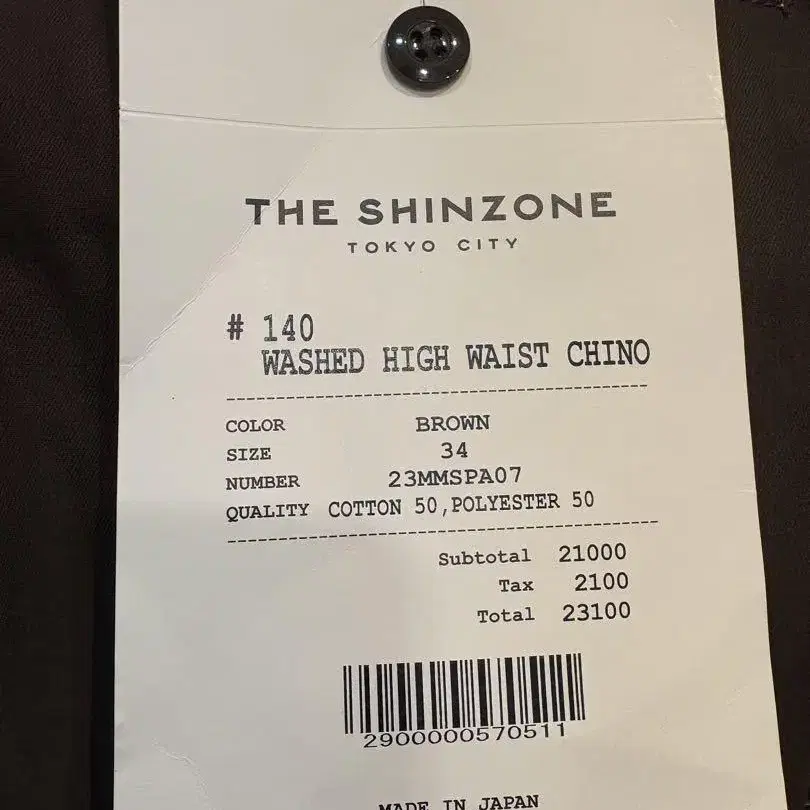 THE SHINZONE
TOKYO CITY
# 140
WASHED HIGH WAIST CHINO
COLOR BROWN
SIZE 34
NUMBER 23MMSPA07
QUALITY COTTON 50,POLYESTER 50
Subtotal 21000
Tax 2100
Total 23100
2900000570511
MADE IN JAPAN